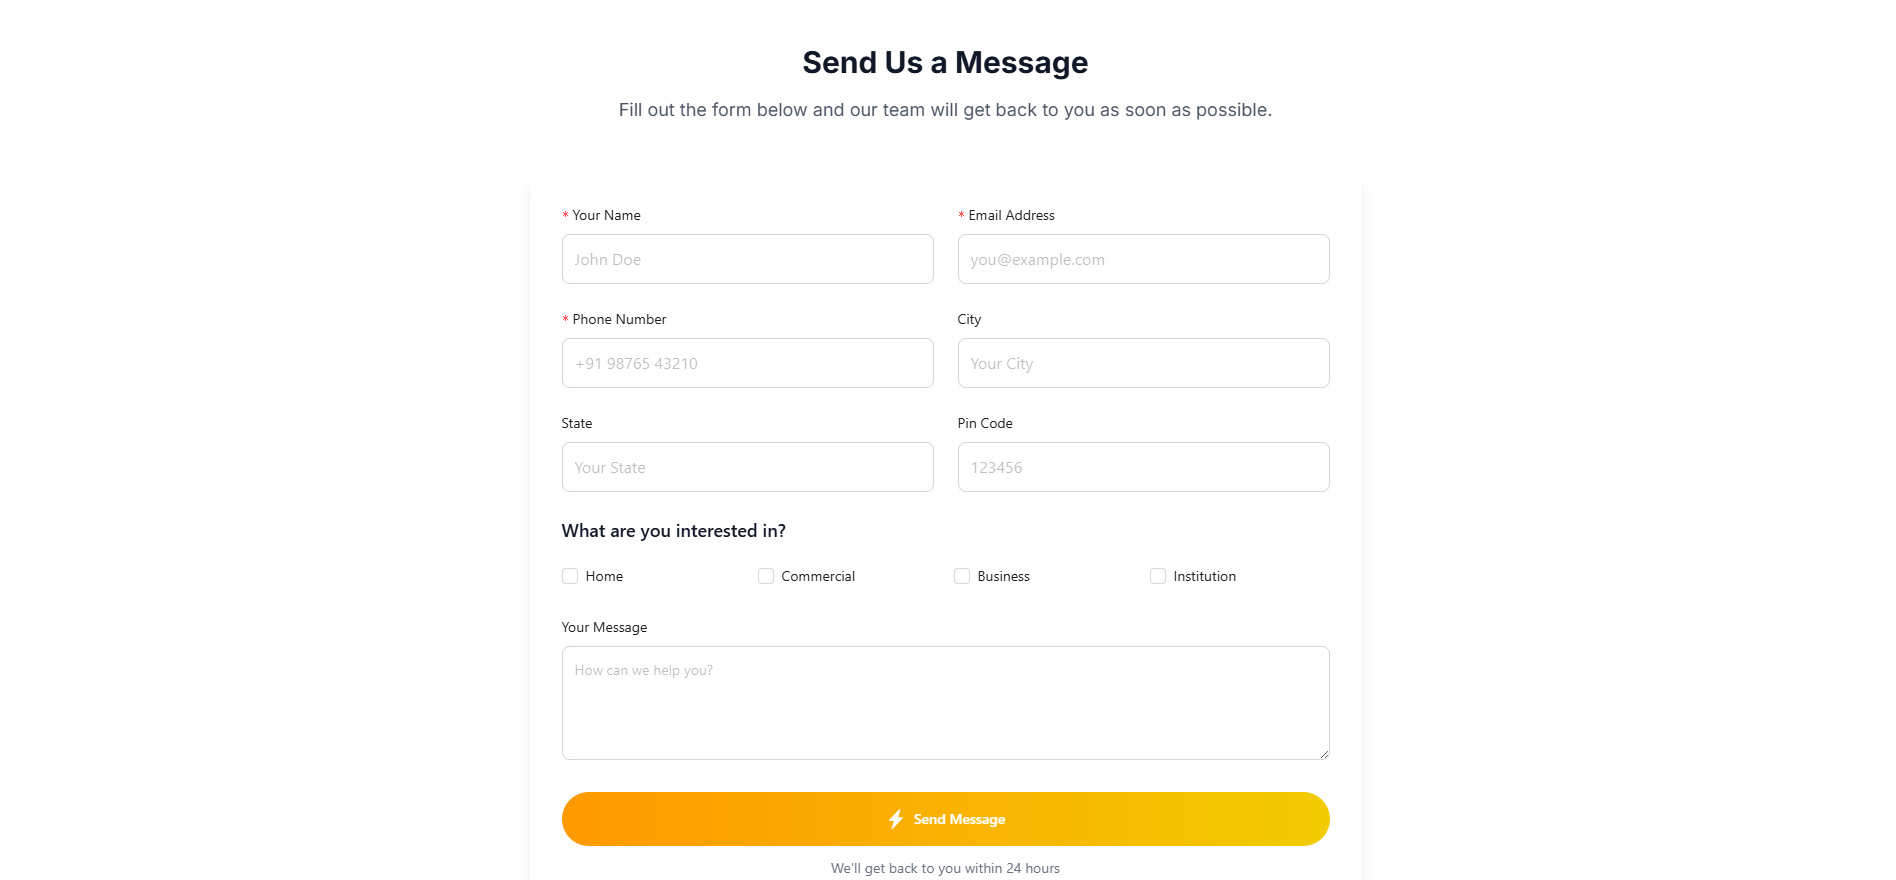 Send Us a Message
Fill out the form below and our team will get back to you as soon as possible.
* Your Name
* Email Address
John Doe
you@example.com
* Phone Number
City
+91 98765 43210
Your City
State
Pin Code
Your State
123456
What are you interested in?
Home
Commercial
Business
Institution
Your Message
How can we help you?
Send Message
We'll get back to you within 24 hours